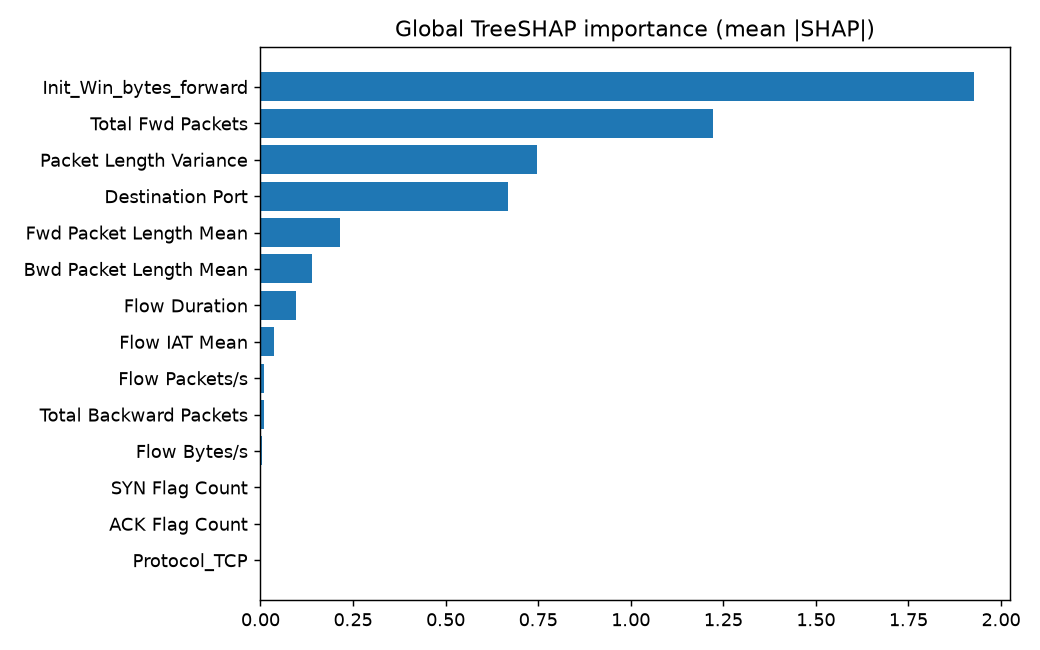 Global TreeSHAP importance (mean |SHAP|)
Init_Win_bytes_forward
Total Fwd Packets
Packet Length Variance
Destination Port
Fwd Packet Length Mean
Bwd Packet Length Mean
Flow Duration
Flow IAT Mean
Flow Packets/s
Total Backward Packets
Flow Bytes/s
SYN Flag Count
ACK Flag Count
Protocol_TCP
0.00 0.25 0.50 0.75 1.00 1.25 1.50 1.75 2.00